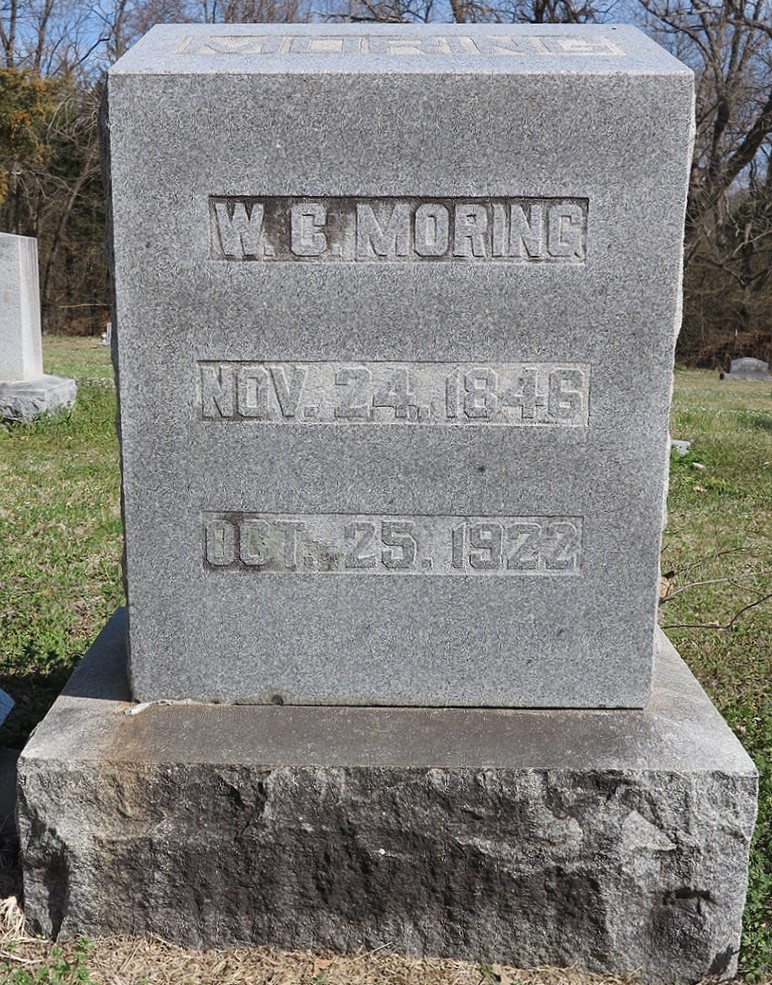 MORING
W. C. MORING
NOV. 24, 1846
OCT. 25, 1922